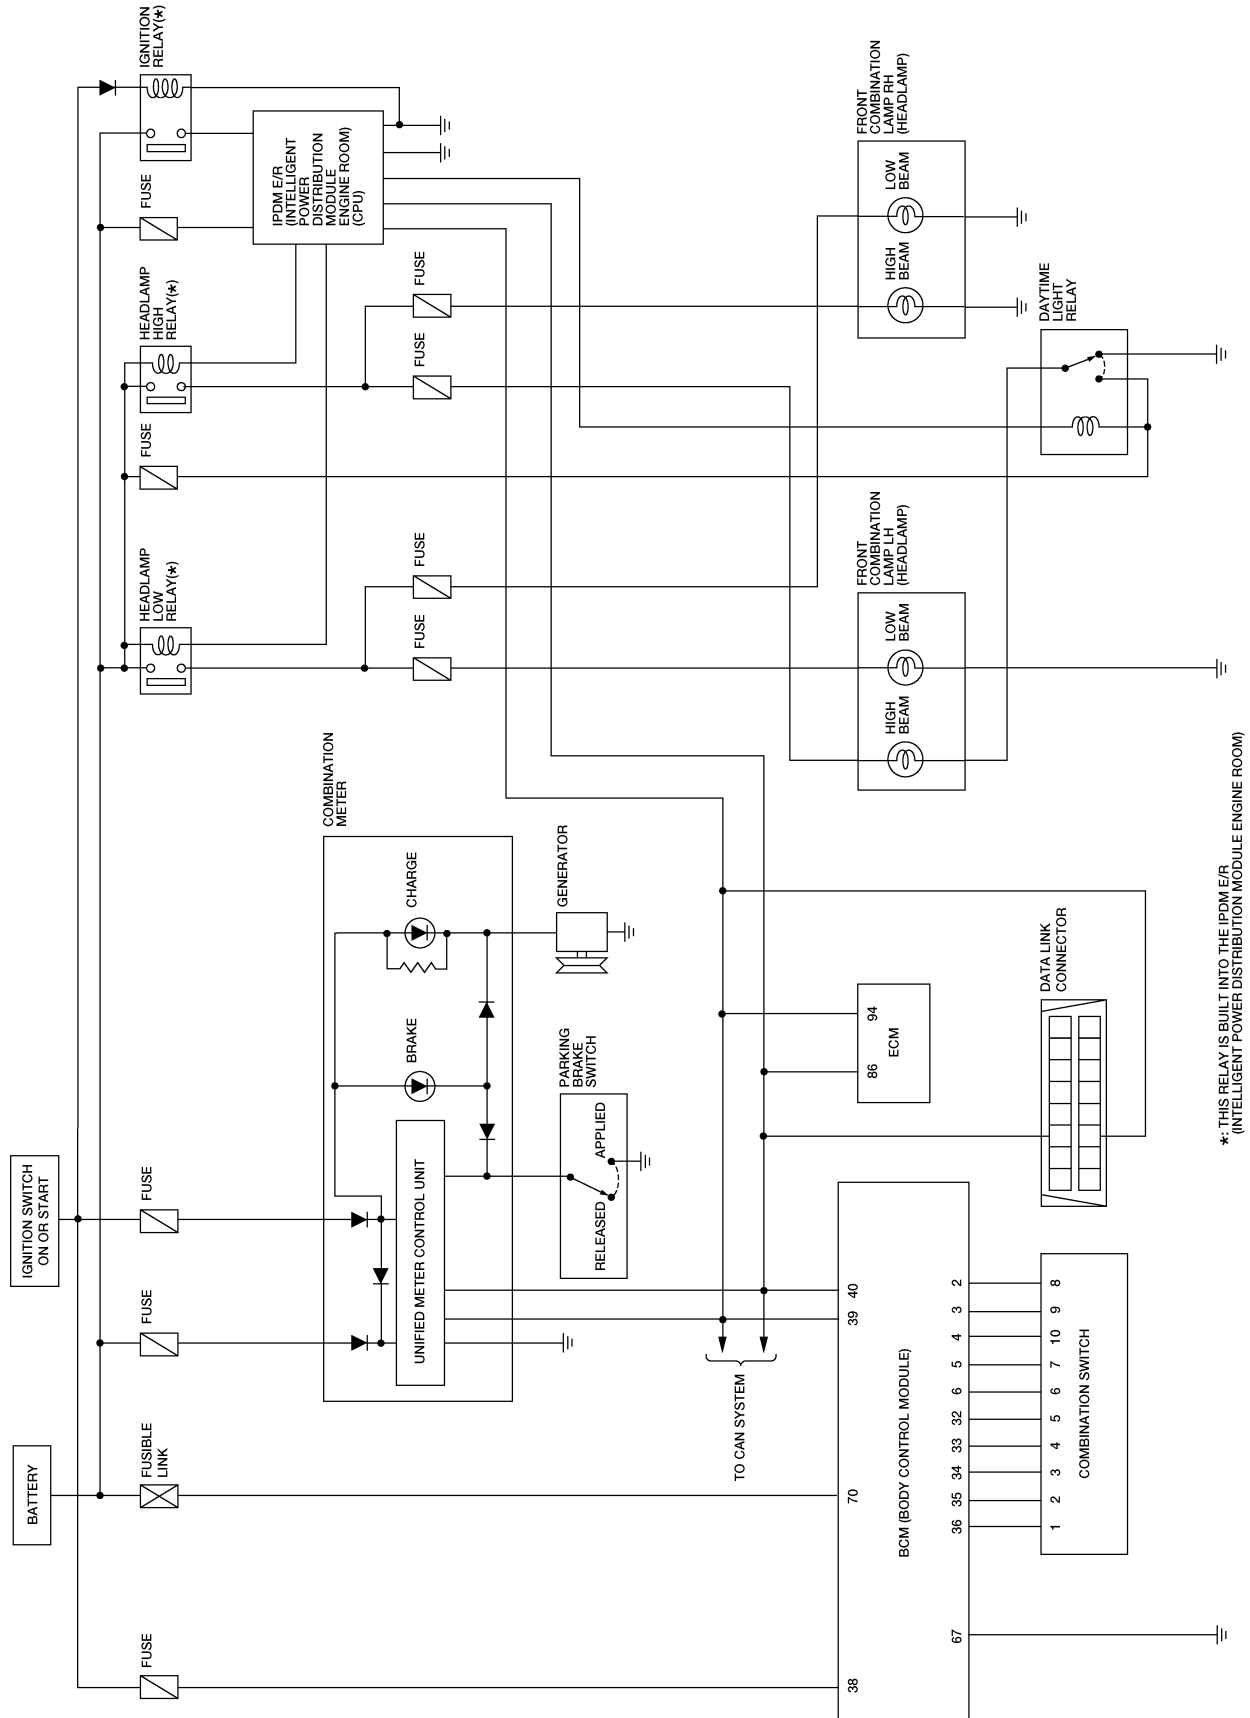 IGNITION SWITCH
ON OR START
BATTERY
IGNITION
RELAY(*)
FUSE
HEADLAMP
HIGH
RELAY(*)
FUSE
HEADLAMP
LOW
RELAY(*)
FUSE
FUSE
FUSIBLE
LINK
FUSE
IPDM E/R
(INTELLIGENT
POWER
DISTRIBUTION
MODULE
ENGINE ROOM)
(CPU)
FUSE
FUSE
FUSE
FUSE
COMBINATION
METER
CHARGE
BRAKE
UNIFIED METER CONTROL UNIT
GENERATOR
PARKING
BRAKE
SWITCH
RELEASED
APPLIED
TO CAN SYSTEM
FRONT
COMBINATION
LAMP RH
(HEADLAMP)
LOW
BEAM
HIGH
BEAM
FRONT
COMBINATION
LAMP LH
(HEADLAMP)
LOW
BEAM
HIGH
BEAM
DAYTIME
LIGHT
RELAY
94
86
ECM
DATA LINK
CONNECTOR
40
39
70
38
BCM (BODY CONTROL MODULE)
2
3
4
5
6
32
33
34
35
36
67
8
9
10
7
6
5
4
3
2
1
COMBINATION SWITCH
*: THIS RELAY IS BUILT INTO THE IPDM E/R
(INTELLIGENT POWER DISTRIBUTION MODULE ENGINE ROOM)